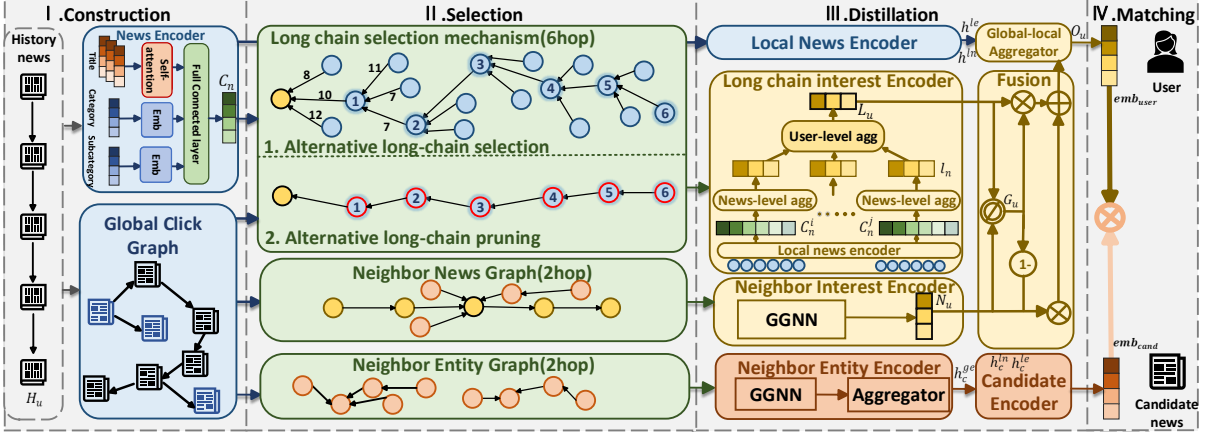 Ⅰ.Construction
Ⅱ.Selection
Ⅲ.Distillation
Ⅳ.Matching
History
news
H_u
News Encoder
Title
Category
Subcategory
Self-
attention
Emb
Emb
Full Connected layer
C_n
Global Click
Graph
Long chain selection mechanism(6hop)
8
11
10
7
12
7
1
2
3
4
5
6
1. Alternative long-chain selection
1
2
3
4
5
6
2. Alternative long-chain pruning
Neighbor News Graph(2hop)
Neighbor Entity Graph(2hop)
Local News Encoder
h^{le}
h^{ln}
Long chain interest Encoder
L_u
User-level agg
l_n
News-level agg
News-level agg
C_n^i
C_n^j
Local news encoder
Neighbor Interest Encoder
GGNN
N_u
Neighbor Entity Encoder
GGNN
Aggregator
h_c^{ge}
Global-local
Aggregator
O_u
Fusion
G_u
1-
h_c^{ln} h_c^{le}
Candidate
Encoder
User
emb_{user}
emb_{cand}
Candidate
news